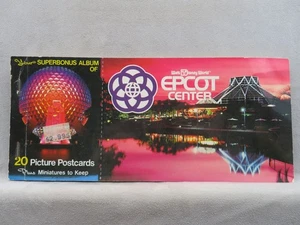 SUPERBONUS ALBUM
OF
20 Picture Postcards
Miniatures to Keep
Walt Disney World
EPCOT
CENTER